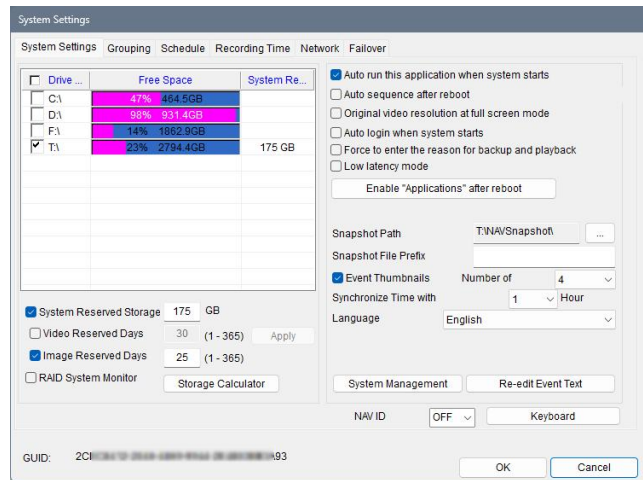 System Settings
System Settings Grouping Schedule Recording Time Network Failover
Drive ... Free Space System Re...
C:\ 47% 464.5GB
D:\ 98% 931.4GB
F:\ 14% 1862.9GB
T:\ 23% 2794.4GB 175 GB
System Reserved Storage 175 GB
Video Reserved Days 30 (1 - 365) Apply
Image Reserved Days 25 (1 - 365)
RAID System Monitor Storage Calculator
Auto run this application when system starts
Auto sequence after reboot
Original video resolution at full screen mode
Auto login when system starts
Force to enter the reason for backup and playback
Low latency mode
Enable "Applications" after reboot
Snapshot Path T:\NAVSnapshot\ ...
Snapshot File Prefix
Event Thumbnails Number of 4
Synchronize Time with 1 Hour
Language English
System Management Re-edit Event Text
NAV ID OFF Keyboard
GUID:
OK Cancel